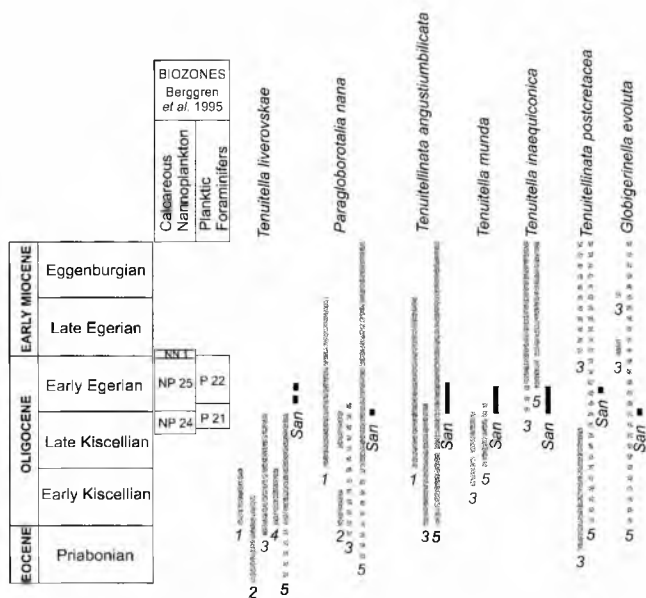 BIOZONES
Berggren
et al. 1995
Calcareous
Nannoplankton
Planktic
Foraminifers
Tenuitella liverovskae
Paragloborotalia nana
Tenuitellinata angustiumbilicata
Tenuitella munda
Tenuitella inaequiconica
Tenuitellinata postcretacea
Globigerinella evoluta
EARLY MIOCENE
Eggenburgian
Late Egerian
OLIGOCENE
NN 1
Early Egerian
NP 25
P 22
NP 24
P 21
Late Kiscellian
Early Kiscellian
EOCENE
Priabonian
1
2
3
4
5
San
1
2
3
5
San
1
3
5
San
3
5
San
3
5
San
3
3
5
San
3
3
5
San